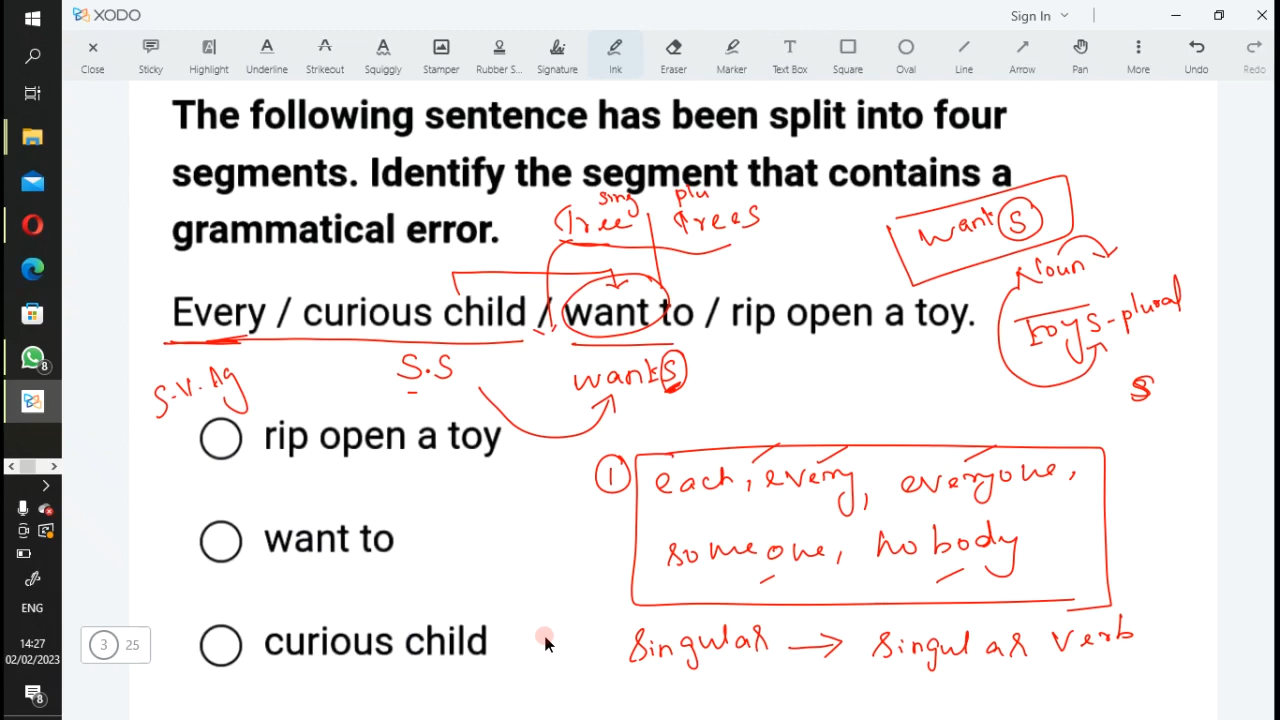 XODO
Sign In
Close Sticky Highlight Underline Strikeout Squiggly Stamper Rubber S... Signature Ink Eraser Marker Text Box Square Oval Line Arrow Pan More Undo Redo
The following sentence has been split into four
segments. Identify the segment that contains a
grammatical error.
sing plu
Tree Trees
wants
Noun
Every / curious child / want to / rip open a toy.
toys-plural
S.S
wants
S.V.Ag
S
rip open a toy
1 each, every, everyone,
want to
someone, nobody
curious child
singular → singular verb
8
ENG
14:27
02/02/2023
3 25
8